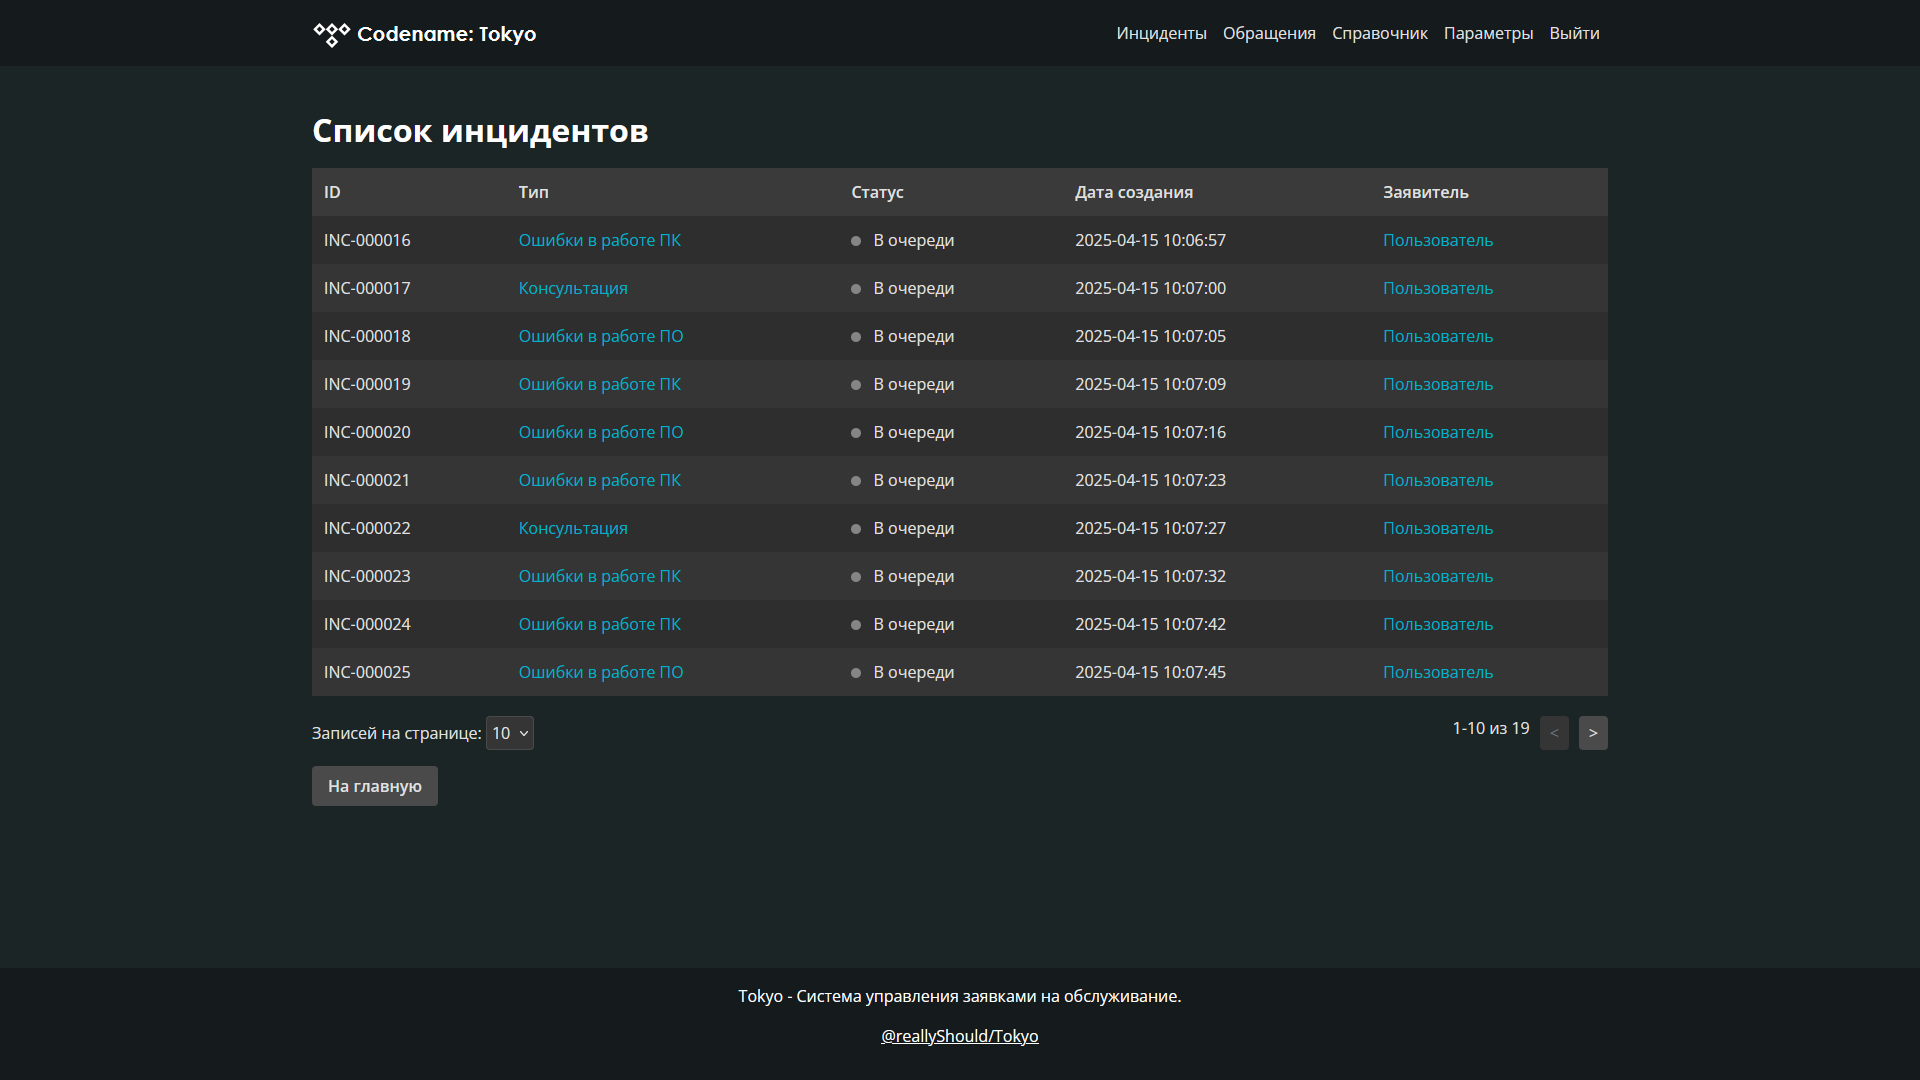 Codename: Tokyo
Инциденты Обращения Справочник Параметры Выйти
Список инцидентов
ID Тип Статус Дата создания Заявитель
INC-000016 Ошибки в работе ПК В очереди 2025-04-15 10:06:57 Пользователь
INC-000017 Консультация В очереди 2025-04-15 10:07:00 Пользователь
INC-000018 Ошибки в работе ПО В очереди 2025-04-15 10:07:05 Пользователь
INC-000019 Ошибки в работе ПК В очереди 2025-04-15 10:07:09 Пользователь
INC-000020 Ошибки в работе ПО В очереди 2025-04-15 10:07:16 Пользователь
INC-000021 Ошибки в работе ПК В очереди 2025-04-15 10:07:23 Пользователь
INC-000022 Консультация В очереди 2025-04-15 10:07:27 Пользователь
INC-000023 Ошибки в работе ПК В очереди 2025-04-15 10:07:32 Пользователь
INC-000024 Ошибки в работе ПК В очереди 2025-04-15 10:07:42 Пользователь
INC-000025 Ошибки в работе ПО В очереди 2025-04-15 10:07:45 Пользователь
Записей на странице: 10 1-10 из 19 < >
На главную
Tokyo - Система управления заявками на обслуживание.
@reallyShould/Tokyo